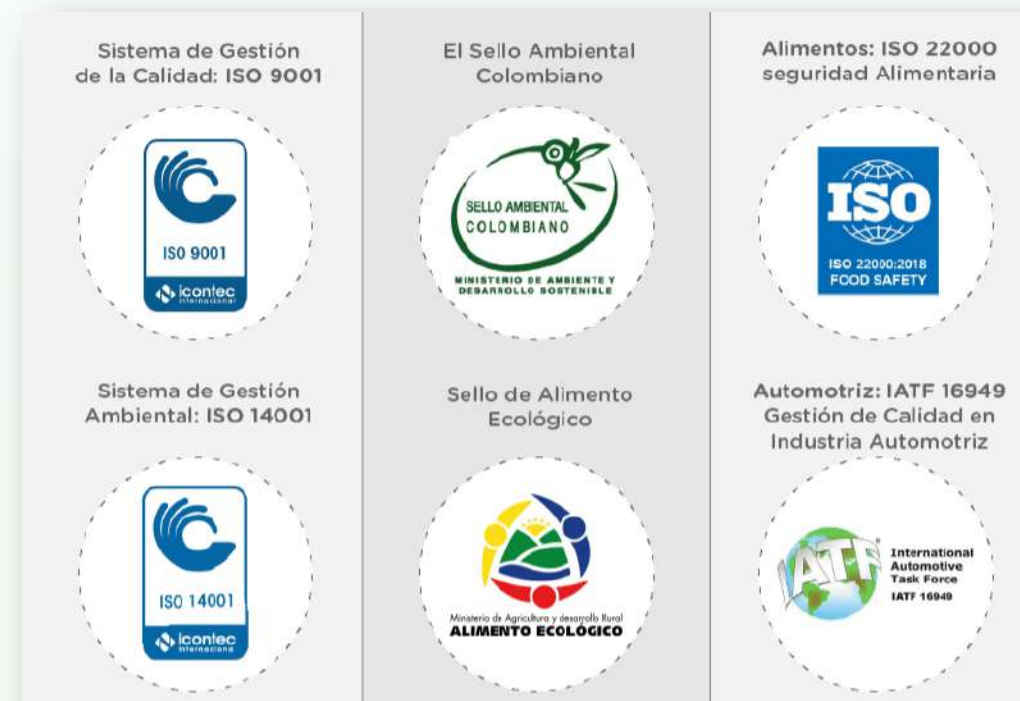 Sistema de Gestión
de la Calidad: ISO 9001
ISO 9001
icontec
internacional
El Sello Ambiental
Colombiano
SELLO AMBIENTAL
COLOMBIANO
MINISTERIO DE AMBIENTE Y
DESARROLLO SOSTENIBLE
Alimentos: ISO 22000
seguridad Alimentaria
ISO
ISO 22000:2018
FOOD SAFETY
Sistema de Gestión
Ambiental: ISO 14001
ISO 14001
icontec
internacional
Sello de Alimento
Ecológico
Ministerio de Agricultura y desarrollo Rural
ALIMENTO ECOLÓGICO
Automotriz: IATF 16949
Gestión de Calidad en
Industria Automotriz
IATF
International
Automotive
Task Force
IATF 16949